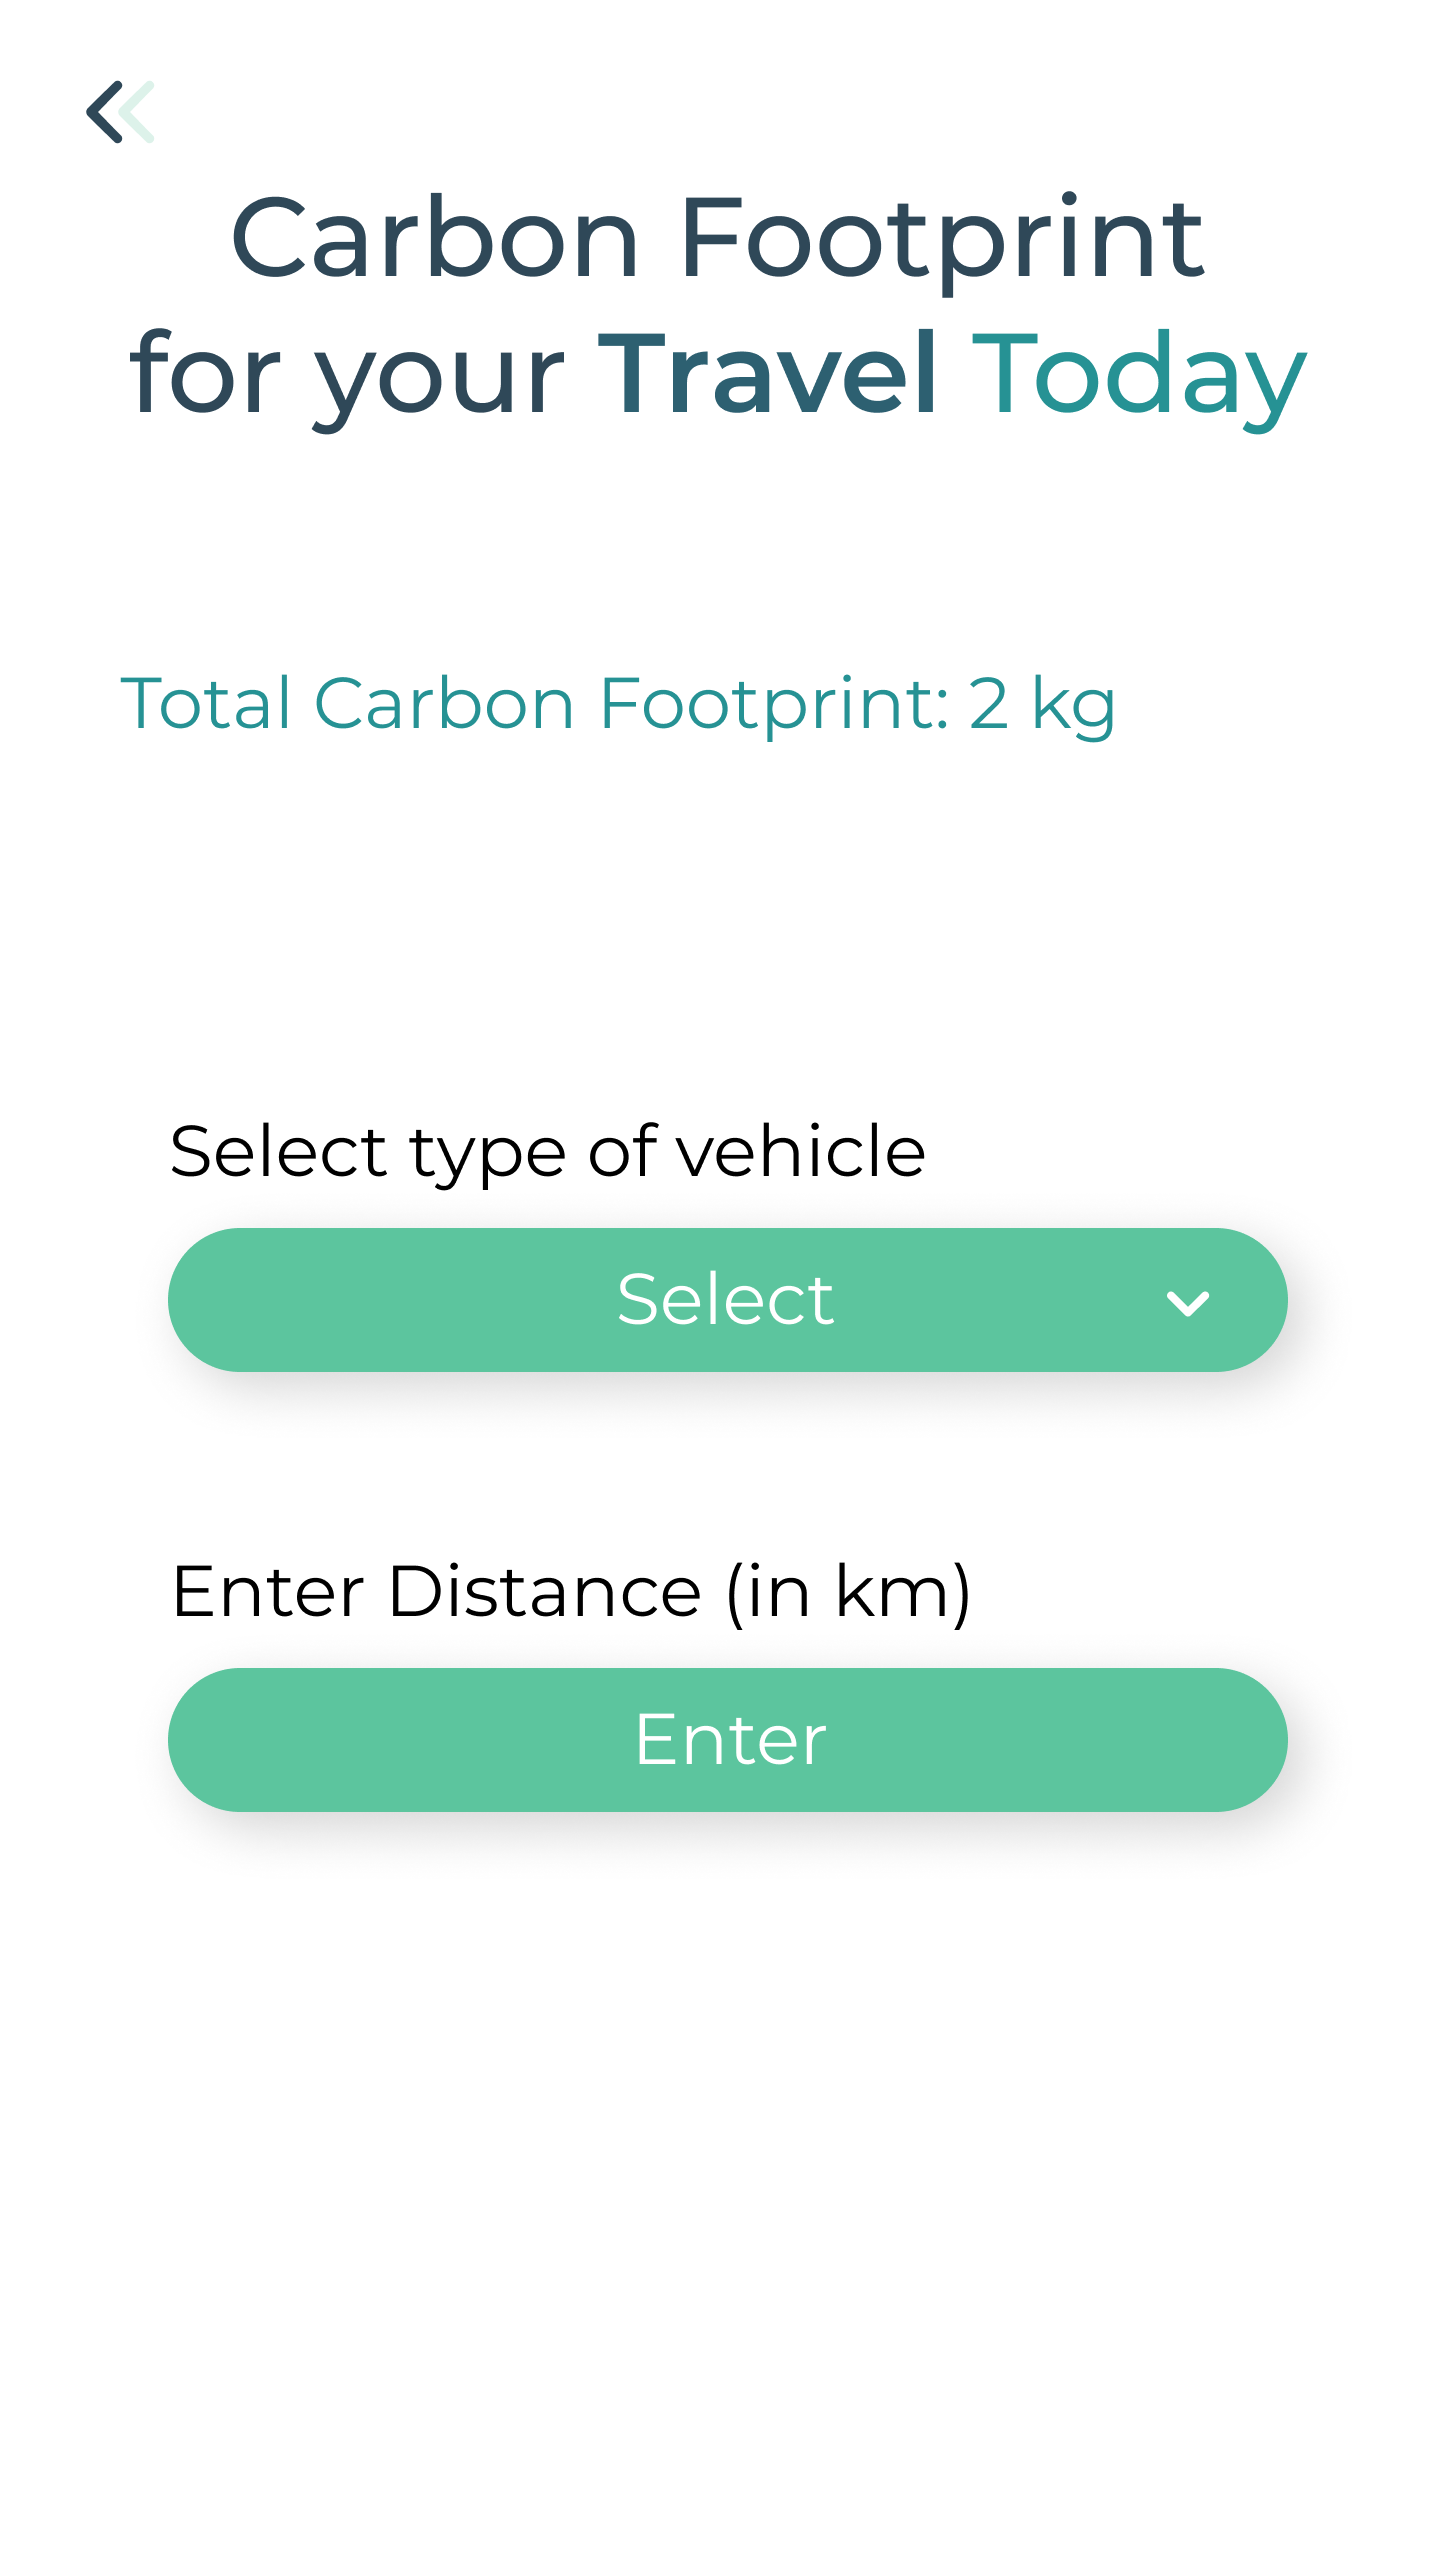 Carbon Footprint
for your Travel Today
Total Carbon Footprint: 2 kg
Select type of vehicle
Select
Enter Distance (in km)
Enter